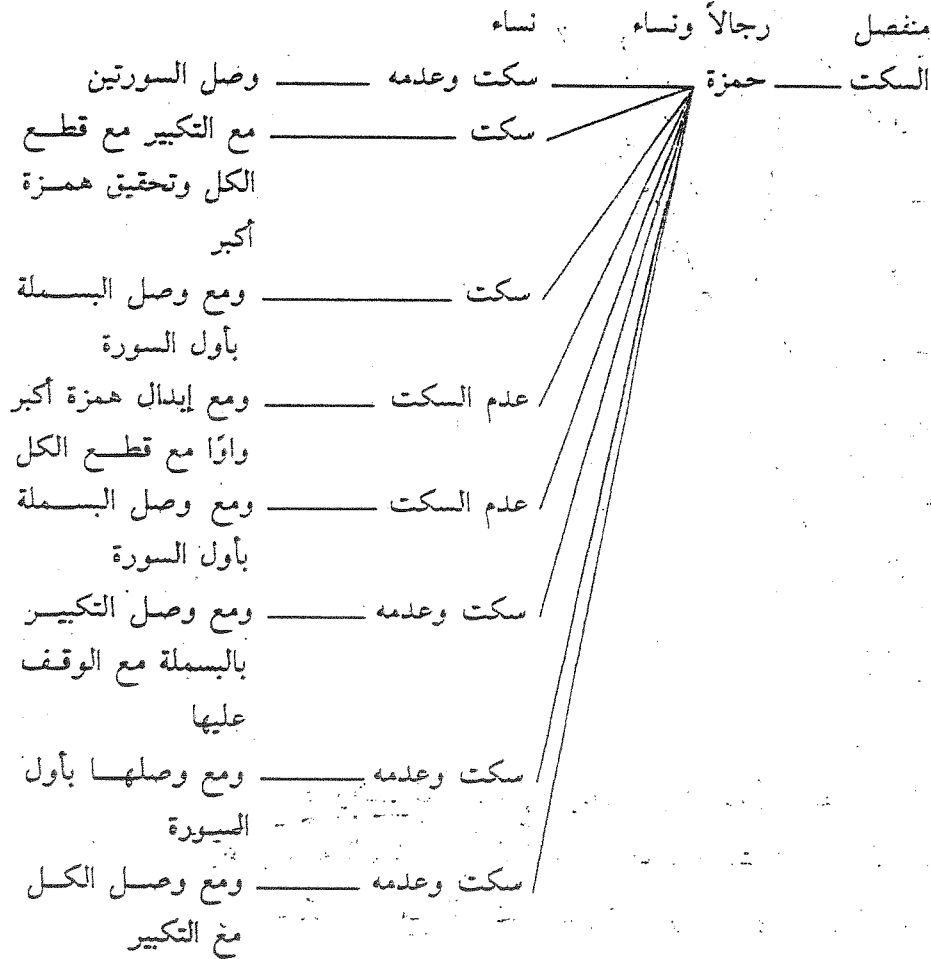 منفصل رجالاً ونساء نساء
السكت حمزة سكت وعدمه وصل السورتين
سكت مع التكبير مع قطع
الكل وتحقيق همزة
أكبر
سكت ومع وصل البسملة
بأول السورة
عدم السكت ومع إبدال همزة أكبر
واوًا مع قطع الكل
عدم السكت ومع وصل البسملة
بأول السورة
سكت وعدمه ومع وصل التكبير
بالبسملة مع الوقف
عليها
سكت وعدمه ومع وصلها بأول
السورة
سكت وعدمه ومع وصل الكل
مع التكبير